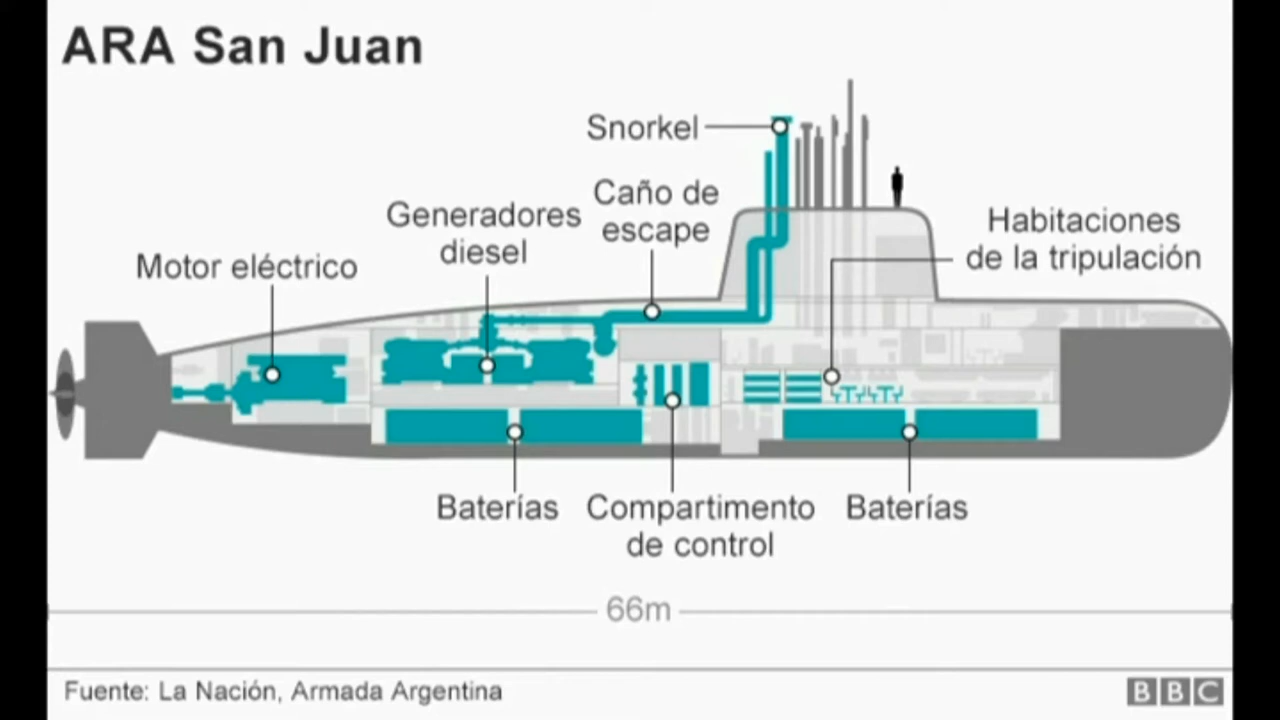 ARA San Juan
Snorkel
Caño de
escape
Generadores
diesel
Habitaciones
de la tripulación
Motor eléctrico
Baterías
Compartimento
de control
Baterías
66m
Fuente: La Nación, Armada Argentina
BBC